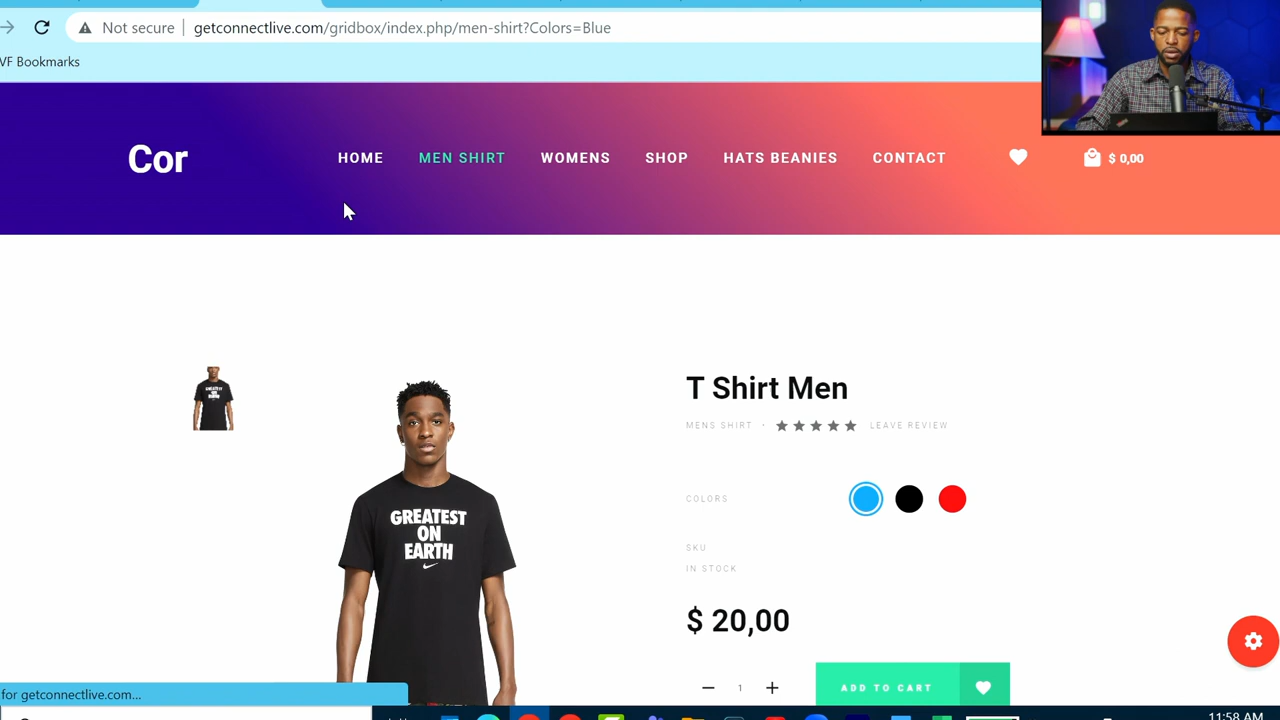 Not secure
getconnectlive.com/gridbox/index.php/men-shirt?Colors=Blue
VF Bookmarks
Cor
HOME
MEN SHIRT
WOMENS
SHOP
HATS BEANIES
CONTACT
$ 0,00
T Shirt Men
MENS SHIRT
LEAVE REVIEW
COLORS
GREATEST
ON
EARTH
SKU
IN STOCK
$ 20,00
1
ADD TO CART
for getconnectlive.com...
11:58 AM